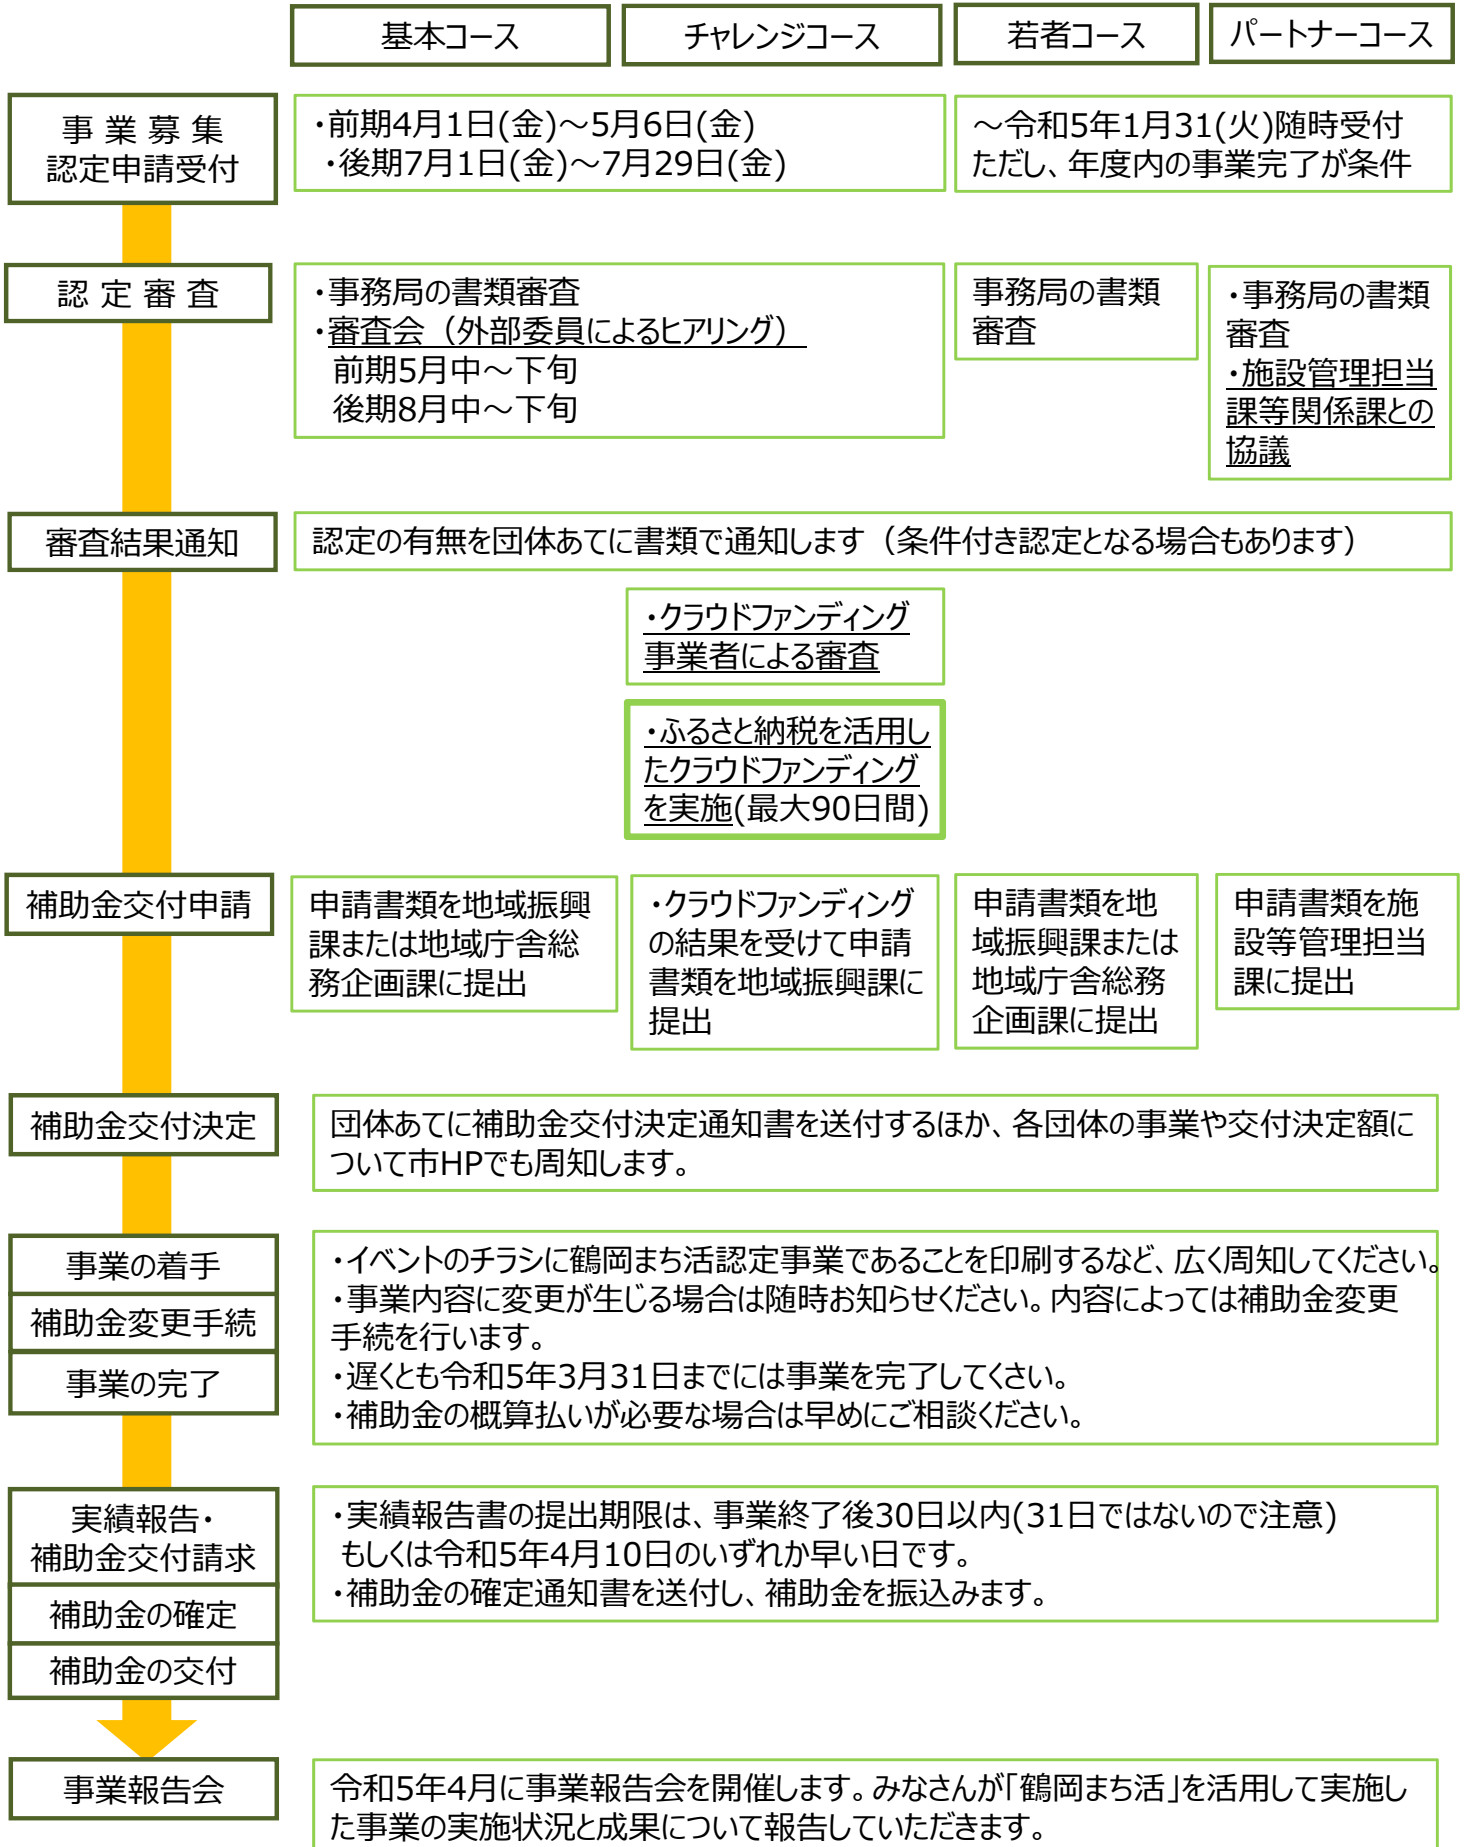 基本コース
チャレンジコース
若者コース
パートナーコース
事 業 募 集
認定申請受付
・前期4月1日(金)～5月6日(金)
・後期7月1日(金)～7月29日(金)
～令和5年1月31(火)随時受付
ただし、年度内の事業完了が条件
認 定 審 査
・事務局の書類審査
・審査会（外部委員によるヒアリング）
前期5月中～下旬
後期8月中～下旬
事務局の書類
審査
・事務局の書類
審査
・施設管理担当
課等関係課との
協議
審査結果通知
認定の有無を団体あてに書類で通知します（条件付き認定となる場合もあります）
・クラウドファンディング
事業者による審査
・ふるさと納税を活用し
たクラウドファンディング
を実施(最大90日間)
補助金交付申請
申請書類を地域振興
課または地域庁舎総
務企画課に提出
・クラウドファンディング
の結果を受けて申請
書類を地域振興課に
提出
申請書類を地
域振興課または
地域庁舎総務
企画課に提出
申請書類を施
設等管理担当
課に提出
補助金交付決定
団体あてに補助金交付決定通知書を送付するほか、各団体の事業や交付決定額に
ついて市HPでも周知します。
事業の着手
補助金変更手続
事業の完了
・イベントのチラシに鶴岡まち活認定事業であることを印刷するなど、広く周知してください。
・事業内容に変更が生じる場合は随時お知らせください。内容によっては補助金変更
手続を行います。
・遅くとも令和5年3月31日までには事業を完了してくさい。
・補助金の概算払いが必要な場合は早めにご相談ください。
実績報告・
補助金交付請求
補助金の確定
補助金の交付
・実績報告書の提出期限は、事業終了後30日以内(31日ではないので注意)
もしくは令和5年4月10日のいずれか早い日です。
・補助金の確定通知書を送付し、補助金を振込みます。
事業報告会
令和5年4月に事業報告会を開催します。みなさんが「鶴岡まち活」を活用して実施し
た事業の実施状況と成果について報告していただきます。